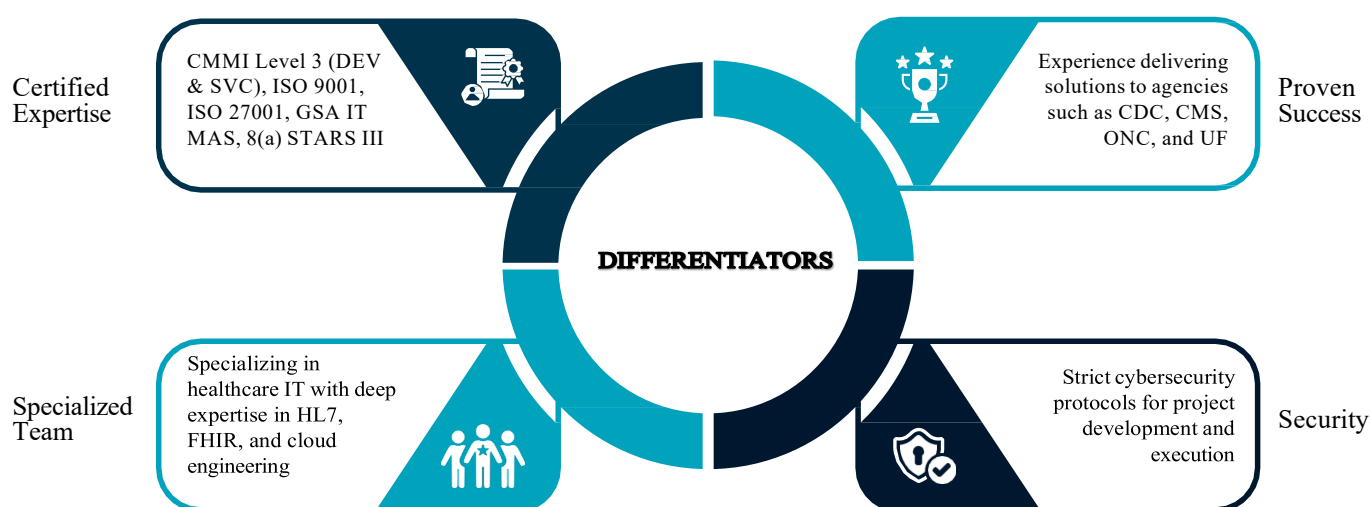 Certified
Expertise
CMMI Level 3 (DEV
& SVC), ISO 9001,
ISO 27001, GSA IT
MAS, 8(a) STARS III
Experience delivering
solutions to agencies
such as CDC, CMS,
ONC, and UF
Proven
Success
DIFFERENTIATORS
Specialized
Team
Specializing in
healthcare IT with deep
expertise in HL7,
FHIR, and cloud
engineering
Strict cybersecurity
protocols for project
development and
execution
Security